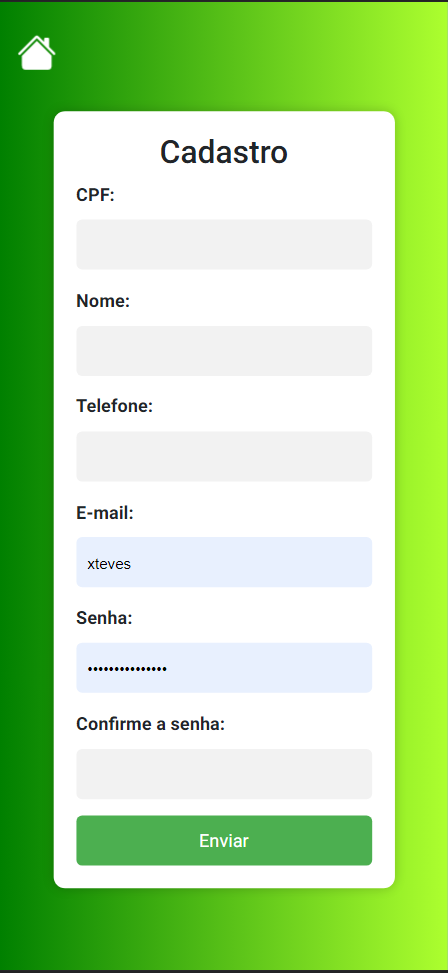 Cadastro
CPF:
Nome:
Telefone:
E-mail:
xteves
Senha:
•••••••••••••••
Confirme a senha:
Enviar